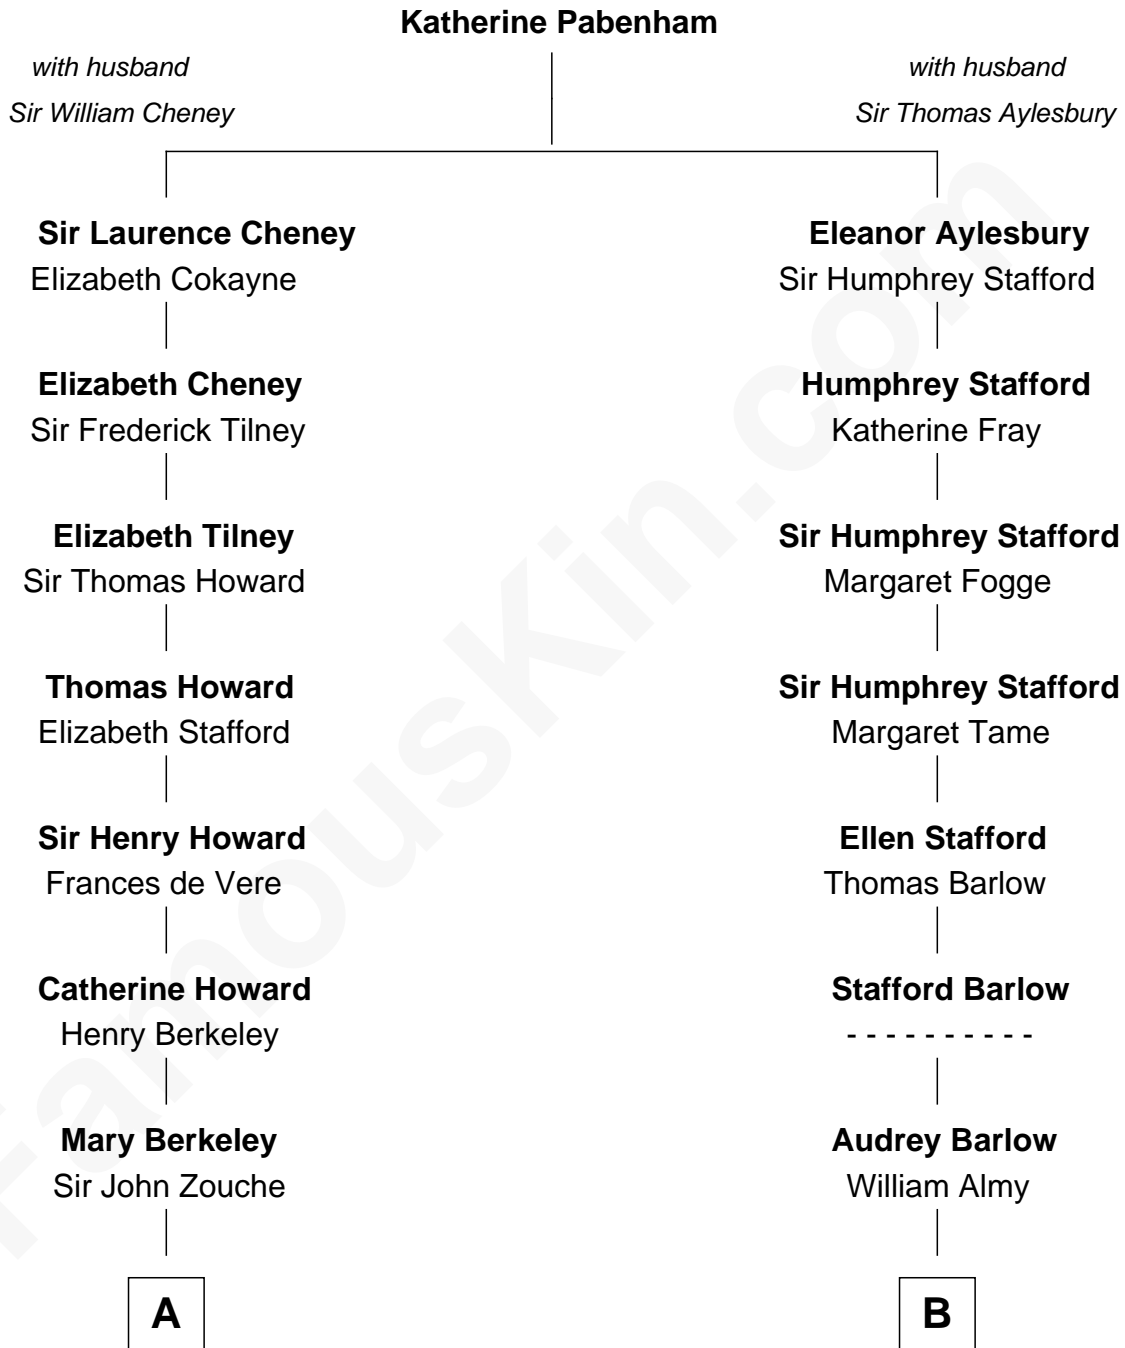 Katherine Pabenham
with husband
Sir William Cheney
with husband
Sir Thomas Aylesbury
Sir Laurence Cheney
Elizabeth Cokayne
Eleanor Aylesbury
Sir Humphrey Stafford
Elizabeth Cheney
Sir Frederick Tilney
Humphrey Stafford
Katherine Fray
Elizabeth Tilney
Sir Thomas Howard
Sir Humphrey Stafford
Margaret Fogge
Thomas Howard
Elizabeth Stafford
Sir Humphrey Stafford
Margaret Tame
Sir Henry Howard
Frances de Vere
Ellen Stafford
Thomas Barlow
Catherine Howard
Henry Berkeley
Stafford Barlow
- - - - - - - - - -
Mary Berkeley
Sir John Zouche
Audrey Barlow
William Almy
A
B
FamousKin.com